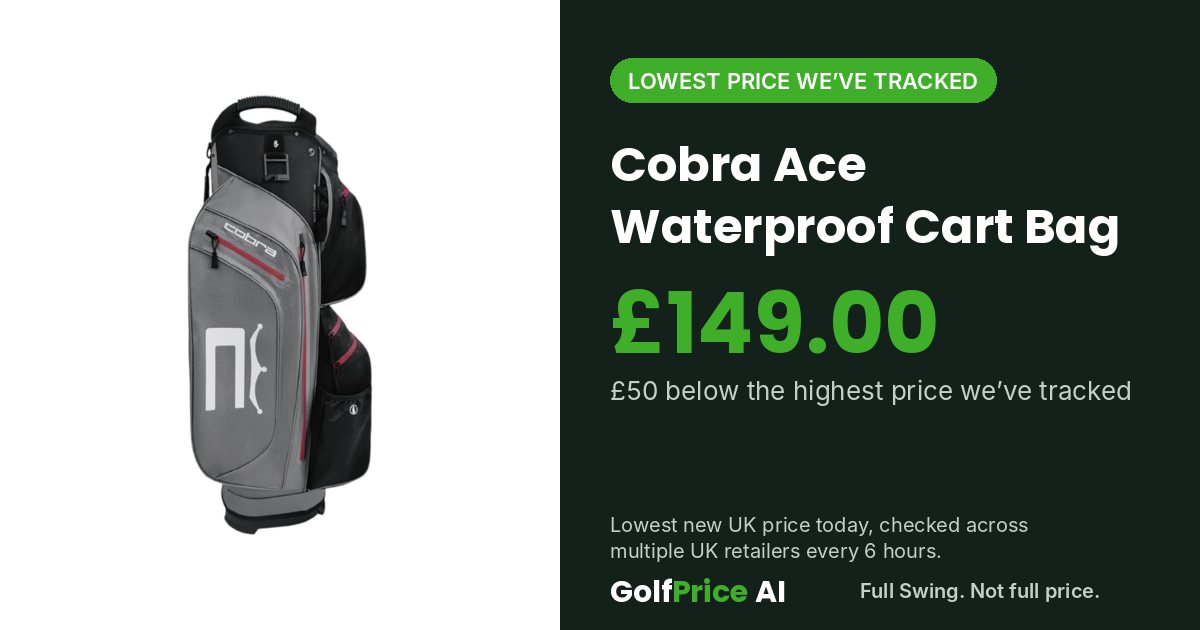 cobra
LOWEST PRICE WE’VE TRACKED
Cobra Ace
Waterproof Cart Bag
£149.00
£50 below the highest price we’ve tracked
Lowest new UK price today, checked across
multiple UK retailers every 6 hours.
GolfPrice AI
Full Swing. Not full price.